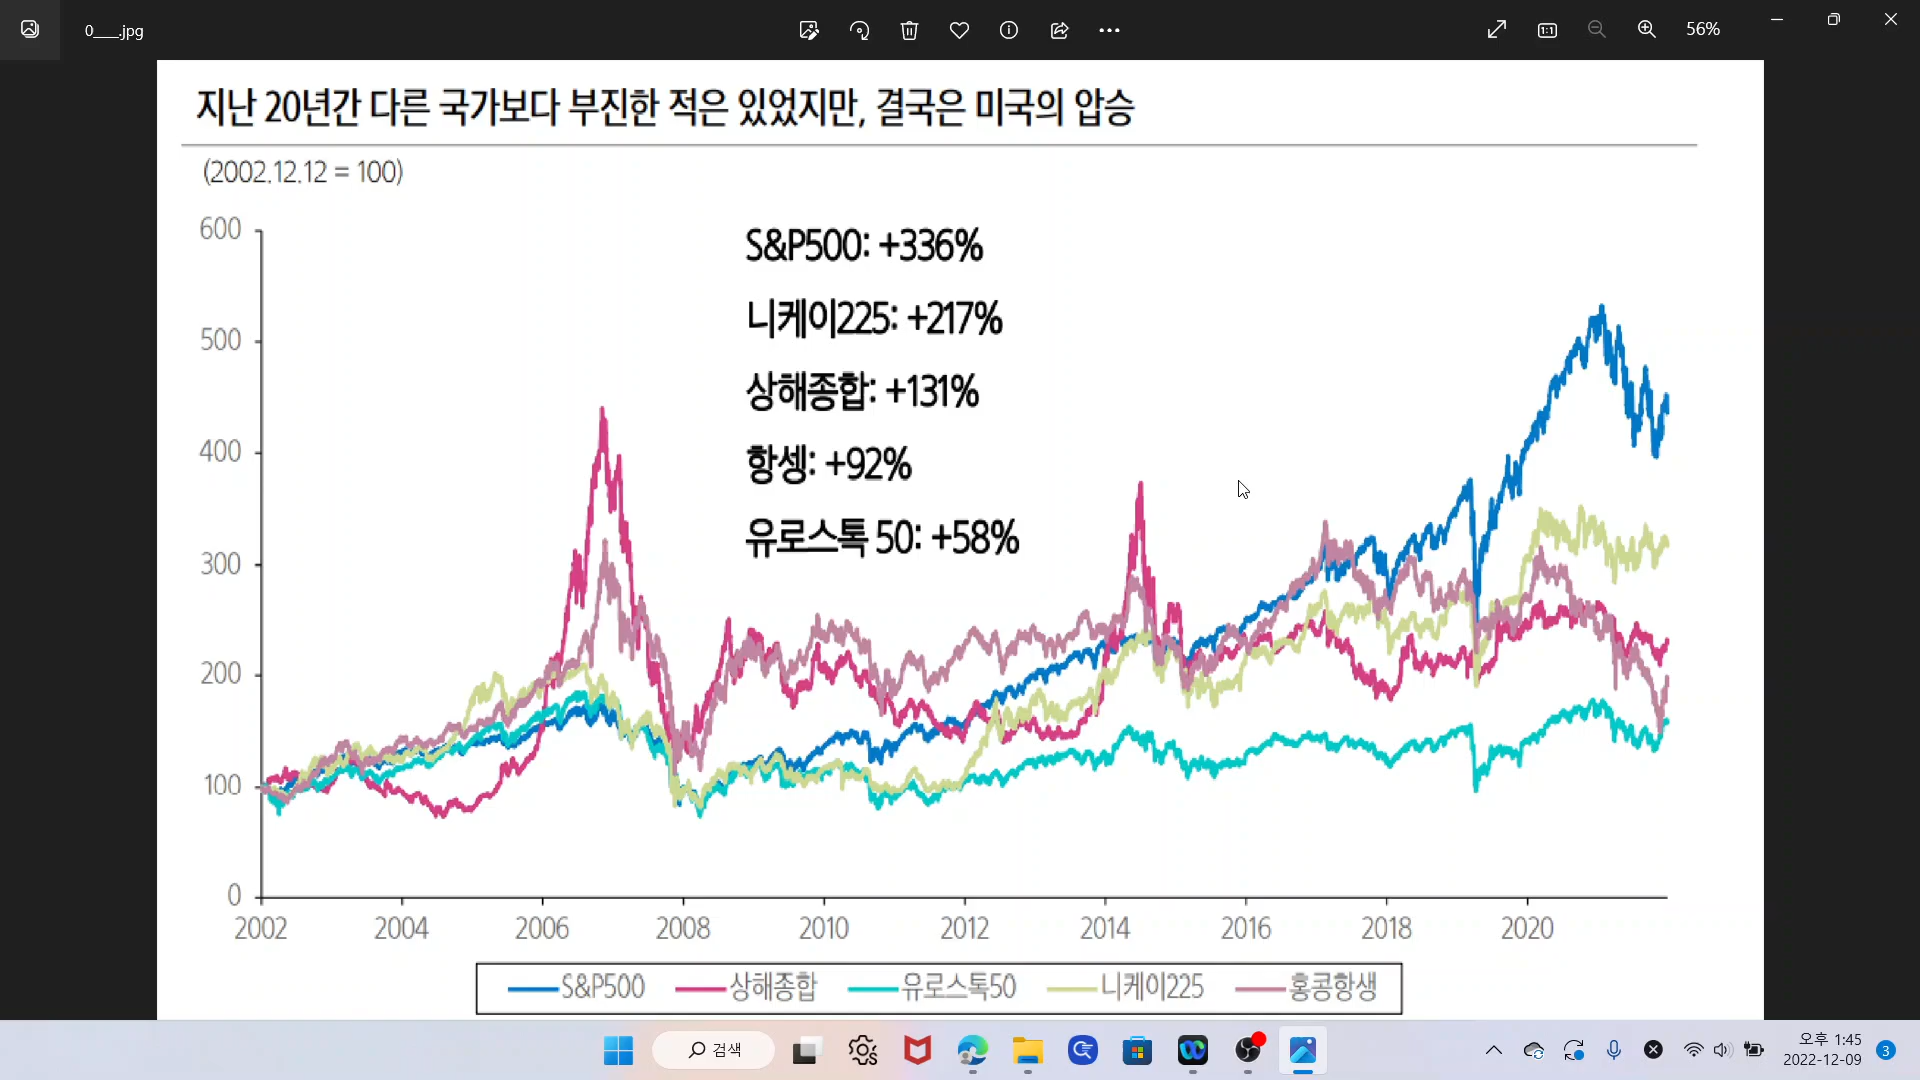 0___.jpg
56%
지난 20년간 다른 국가보다 부진한 적은 있었지만, 결국은 미국의 압승
(2002.12.12 = 100)
600
500
400
300
200
100
0
S&P500: +336%
니케이225: +217%
상해종합: +131%
항셍: +92%
유로스톡 50: +58%
2002 2004 2006 2008 2010 2012 2014 2016 2018 2020
S&P500 상해종합 유로스톡50 니케이225 홍콩항생
검색
오후 1:45
2022-12-09
3